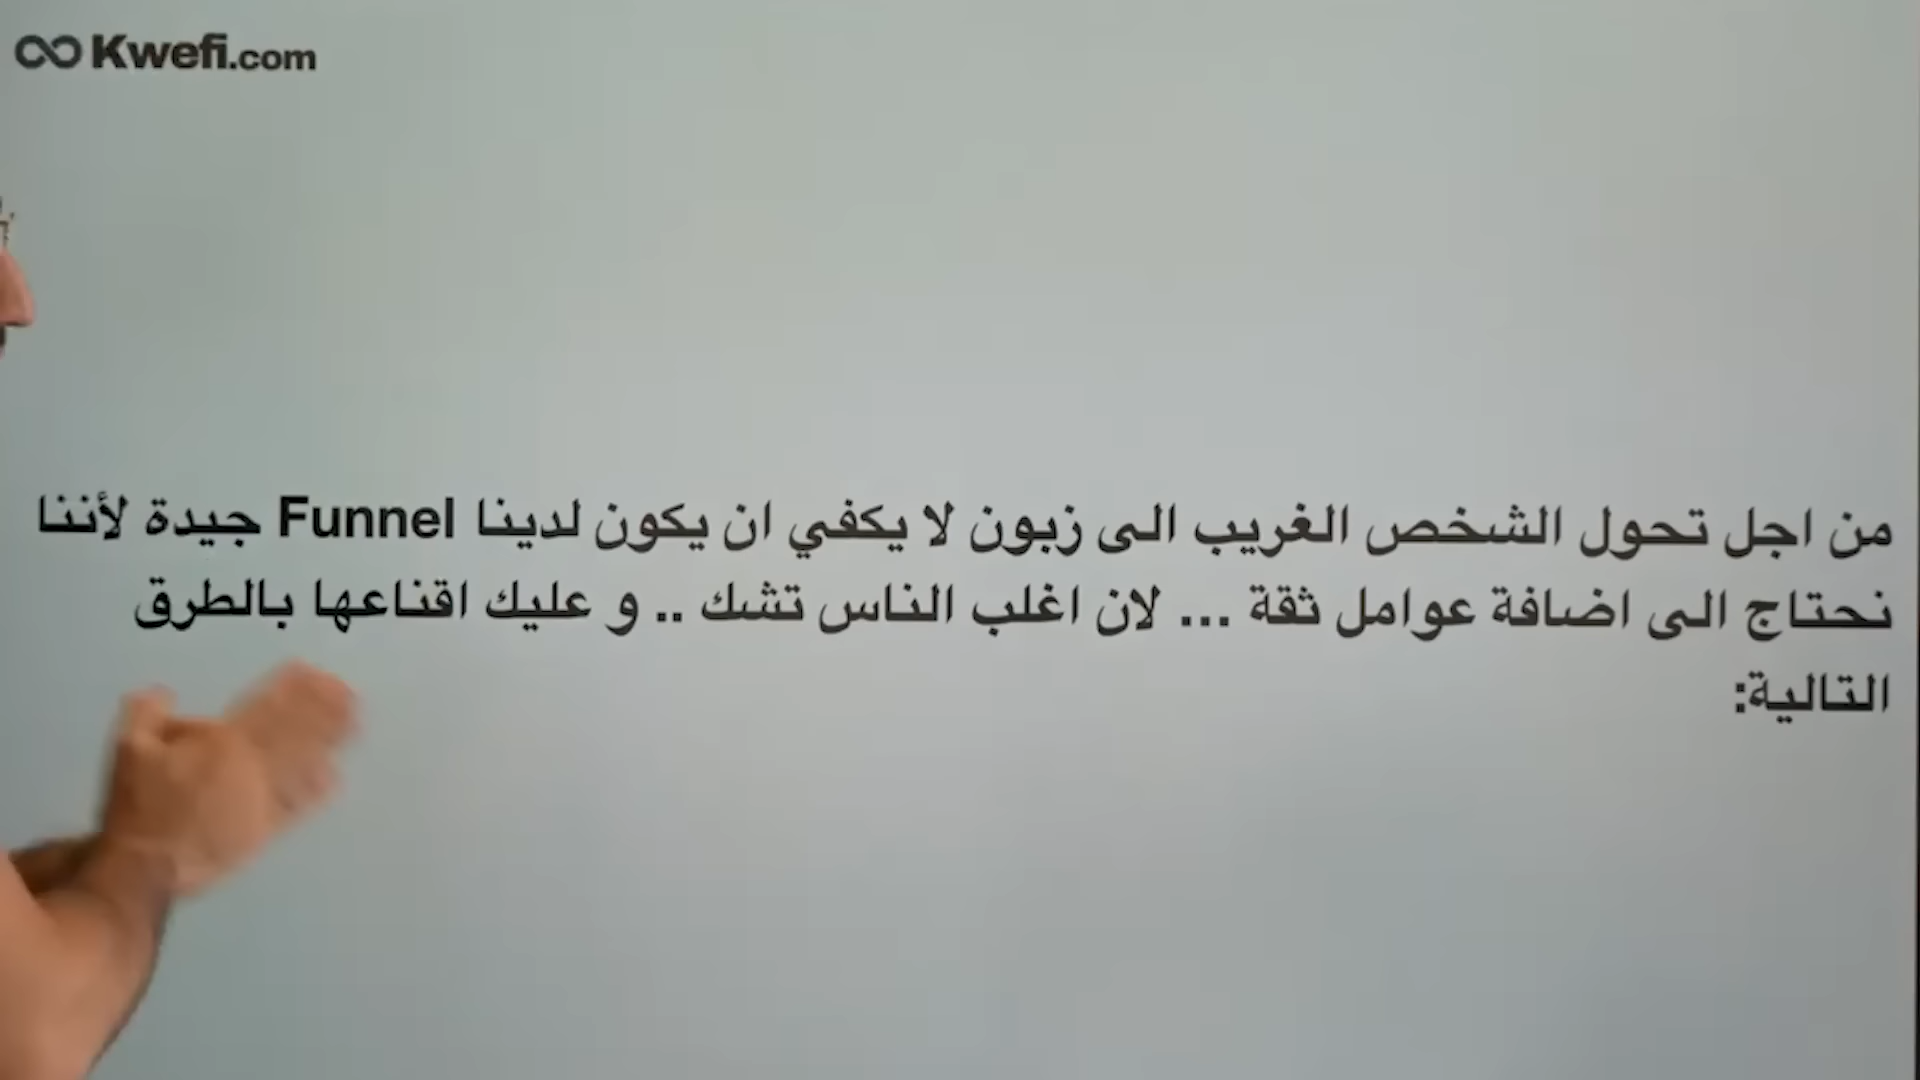 Kwefi.com
من اجل تحول الشخص الغريب الى زبون لا يكفي ان يكون لدينا Funnel جيدة لأننا
نحتاج الى اضافة عوامل ثقة ... لان اغلب الناس تشك .. و عليك اقناعها بالطرق
التالية: